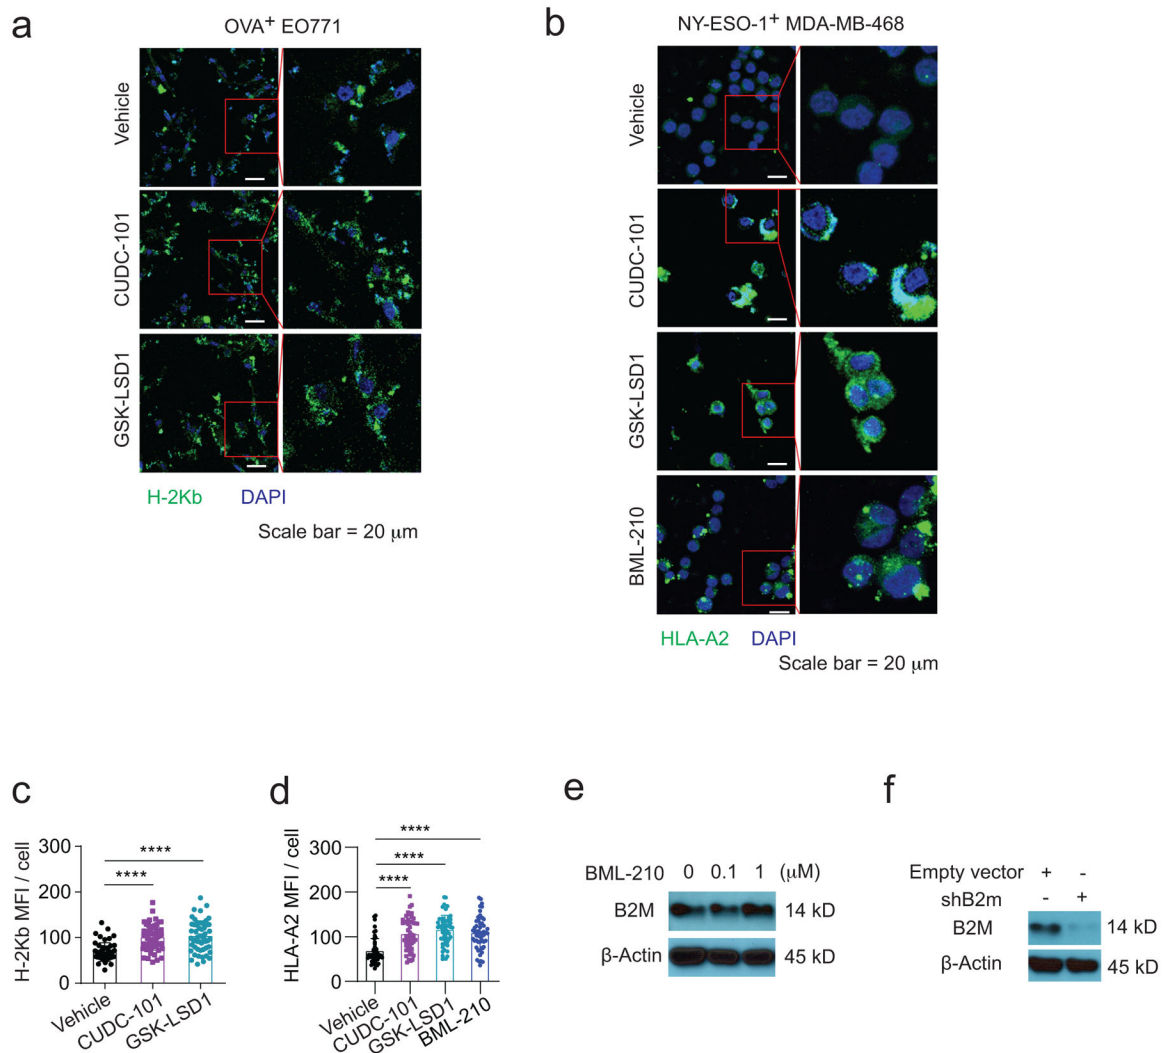 a
OVA+ EO771
Vehicle
CUDC-101
GSK-LSD1
H-2Kb DAPI
Scale bar = 20 μm
b
NY-ESO-1+ MDA-MB-468
Vehicle
CUDC-101
GSK-LSD1
BML-210
HLA-A2 DAPI
Scale bar = 20 μm
c
H-2Kb MFI / cell
300
200
100
0
****
****
Vehicle
CUDC-101
GSK-LSD1
d
HLA-A2 MFI / cell
300
200
100
0
****
****
****
Vehicle
CUDC-101
GSK-LSD1
BML-210
e
BML-210 0 0.1 1 (μM)
B2M 14 kD
β-Actin 45 kD
f
Empty vector + -
shB2m - +
B2M 14 kD
β-Actin 45 kD